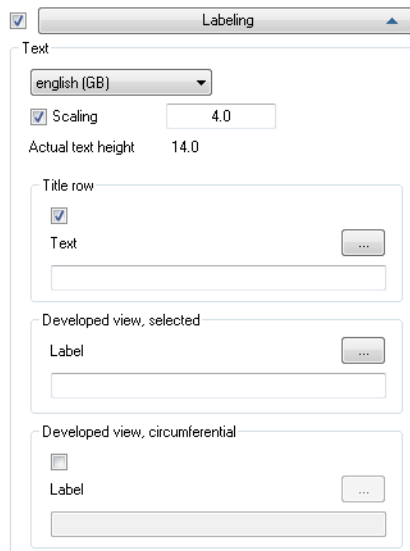 Labeling
Text
english (GB)
Scaling 4.0
Actual text height 14.0
Title row
Text ...
Developed view, selected
Label ...
Developed view, circumferential
Label ...